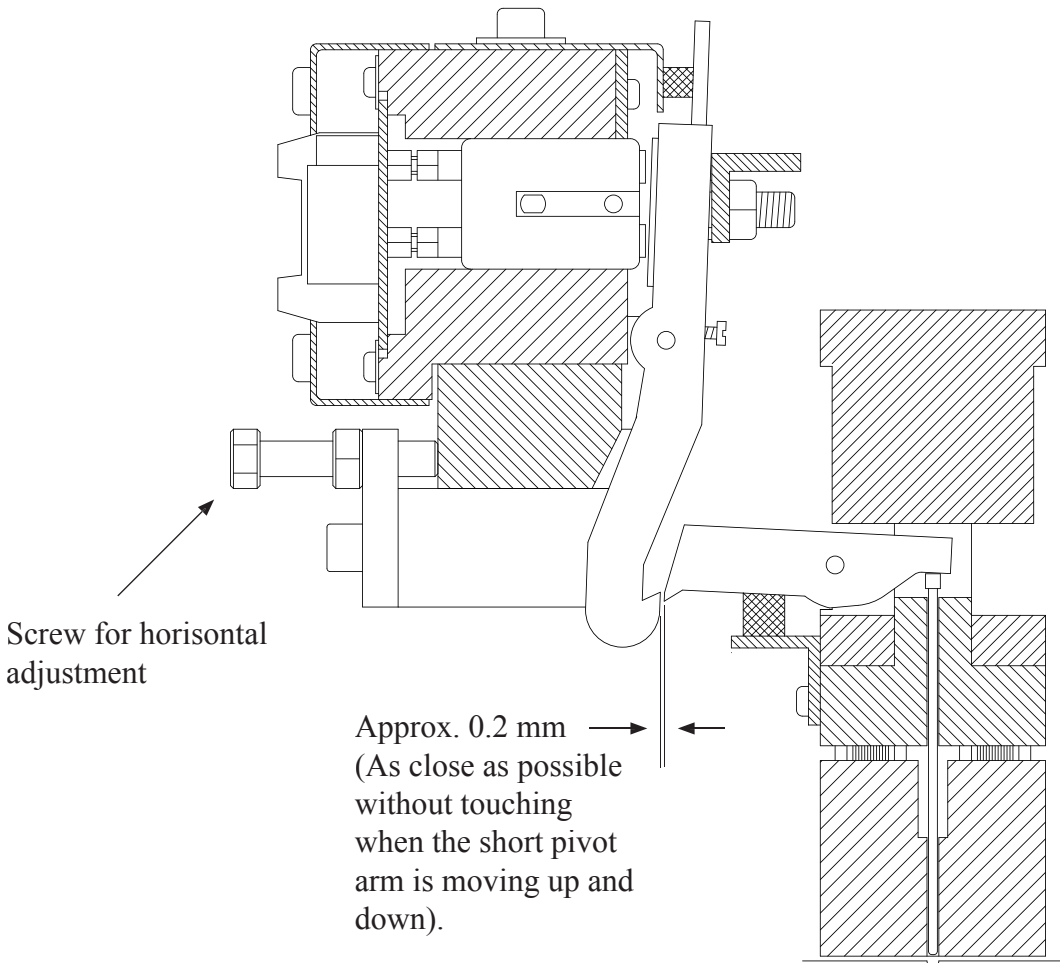 Screw for horisontal
adjustment
Approx. 0.2 mm
(As close as possible
without touching
when the short pivot
arm is moving up and
down).